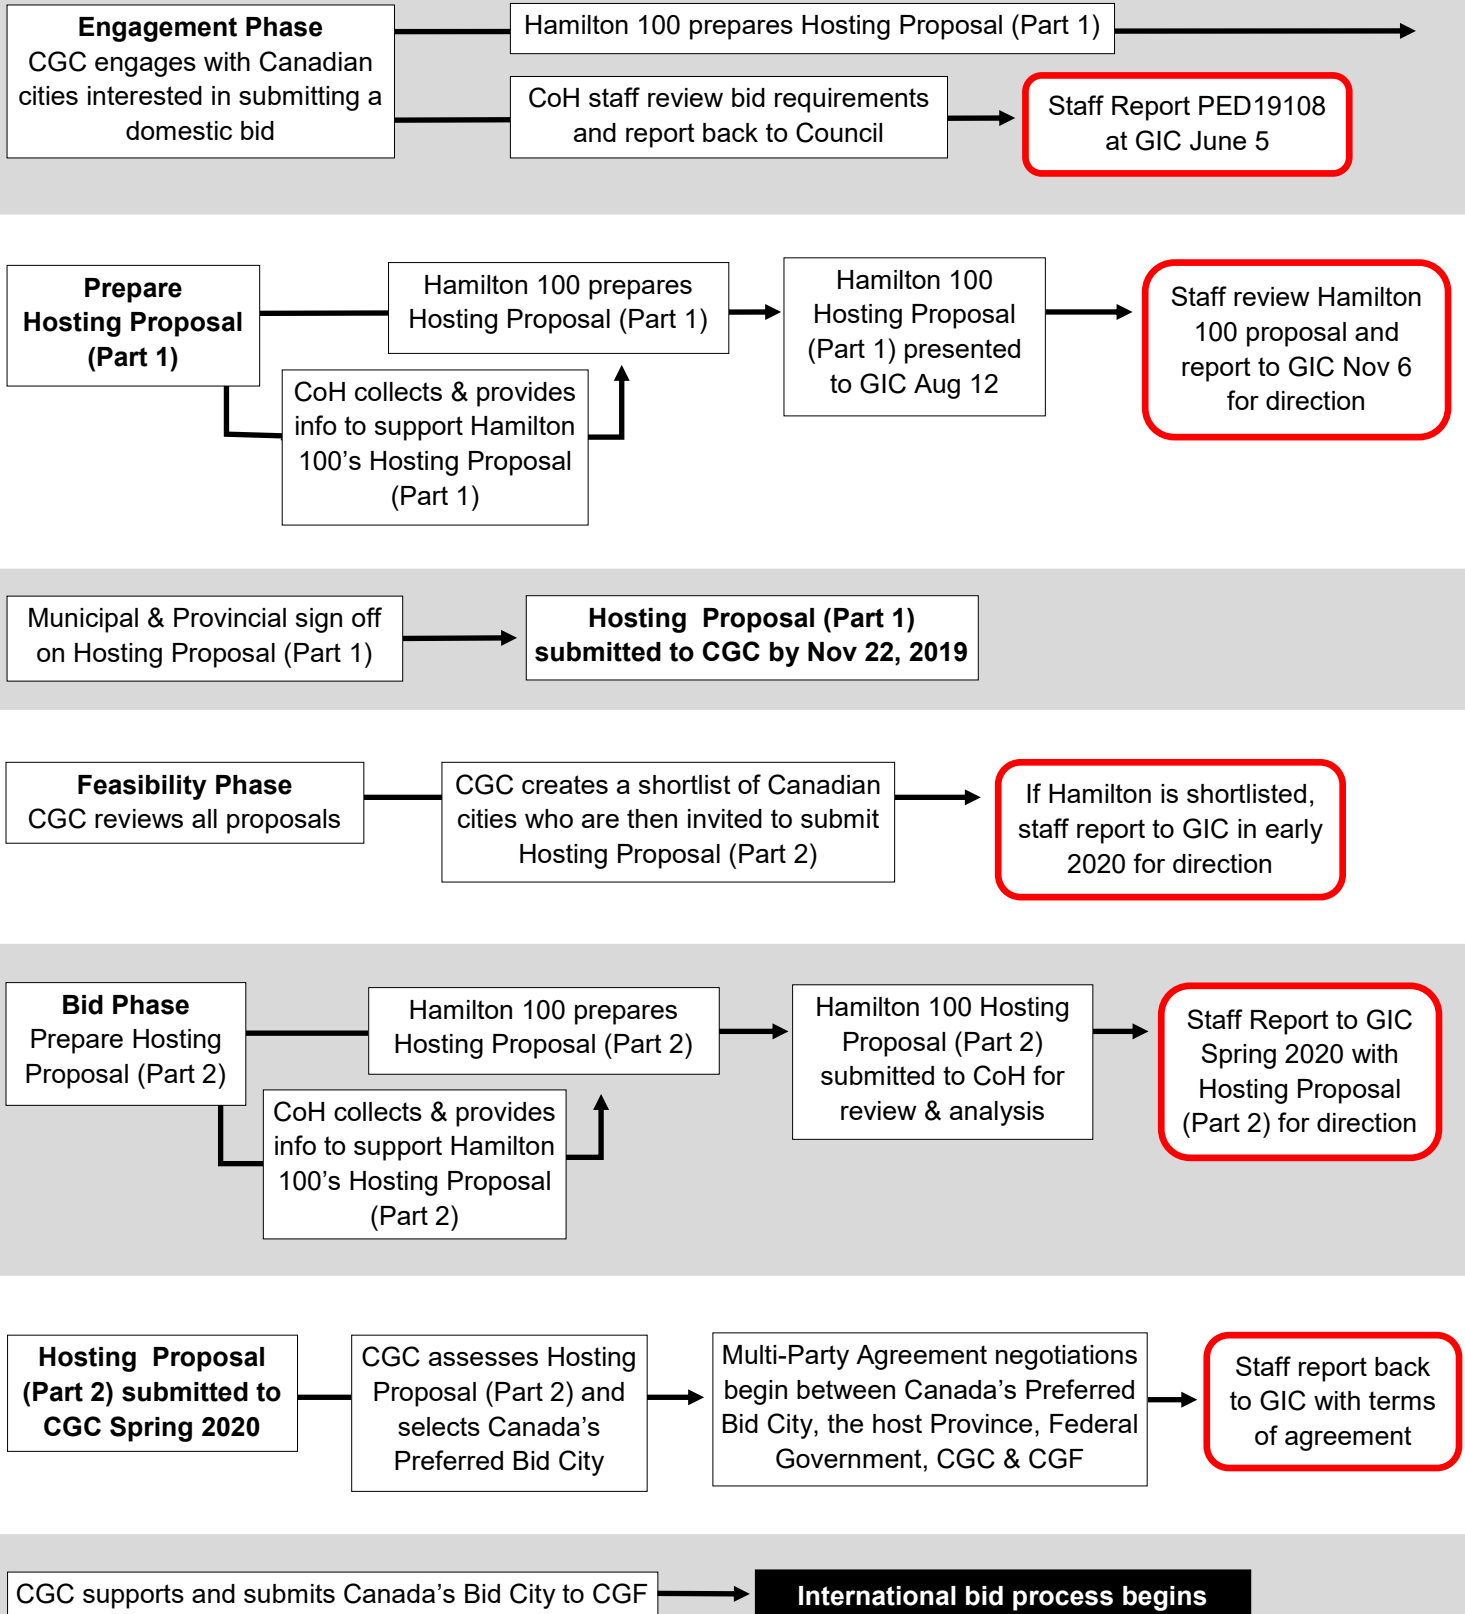 Engagement Phase
CGC engages with Canadian
cities interested in submitting a
domestic bid
Hamilton 100 prepares Hosting Proposal (Part 1)
CoH staff review bid requirements
and report back to Council
Staff Report PED19108
at GIC June 5
Prepare
Hosting Proposal
(Part 1)
Hamilton 100 prepares
Hosting Proposal (Part 1)
CoH collects & provides
info to support Hamilton
100’s Hosting Proposal
(Part 1)
Hamilton 100
Hosting Proposal
(Part 1) presented
to GIC Aug 12
Staff review Hamilton
100 proposal and
report to GIC Nov 6
for direction
Municipal & Provincial sign off
on Hosting Proposal (Part 1)
Hosting Proposal (Part 1)
submitted to CGC by Nov 22, 2019
Feasibility Phase
CGC reviews all proposals
CGC creates a shortlist of Canadian
cities who are then invited to submit
Hosting Proposal (Part 2)
If Hamilton is shortlisted,
staff report to GIC in early
2020 for direction
Bid Phase
Prepare Hosting
Proposal (Part 2)
Hamilton 100 prepares
Hosting Proposal (Part 2)
CoH collects & provides
info to support Hamilton
100’s Hosting Proposal
(Part 2)
Hamilton 100 Hosting
Proposal (Part 2)
submitted to CoH for
review & analysis
Staff Report to GIC
Spring 2020 with
Hosting Proposal
(Part 2) for direction
Hosting Proposal
(Part 2) submitted to
CGC Spring 2020
CGC assesses Hosting
Proposal (Part 2) and
selects Canada’s
Preferred Bid City
Multi-Party Agreement negotiations
begin between Canada’s Preferred
Bid City, the host Province, Federal
Government, CGC & CGF
Staff report back
to GIC with terms
of agreement
CGC supports and submits Canada’s Bid City to CGF
International bid process begins